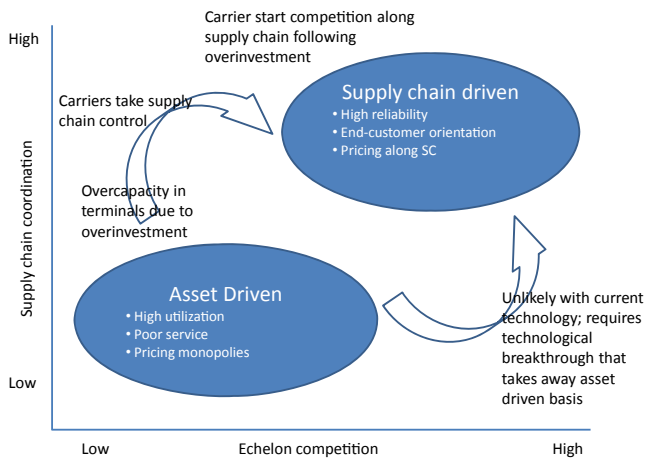 Carrier start competition along
supply chain following
overinvestment
High
Supply chain driven
• High reliability
• End-customer orientation
• Pricing along SC
Carriers take supply
chain control
Supply chain coordination
Overcapacity in
terminals due to
overinvestment
Asset Driven
• High utilization
• Poor service
• Pricing monopolies
Unlikely with current
technology; requires
technological
breakthrough that
takes away asset
driven basis
Low
Low
Echelon competition
High